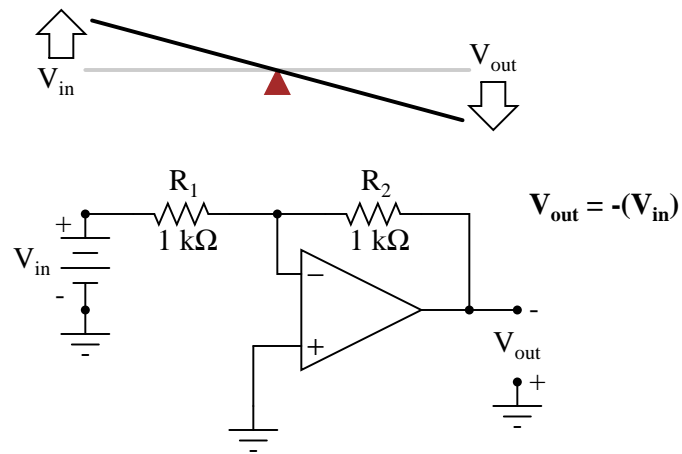 V_out
V_in
R_1
R_2
V_out = -(V_in)
+
1 kΩ
1 kΩ
V_in
-
−
+
-
V_out
+